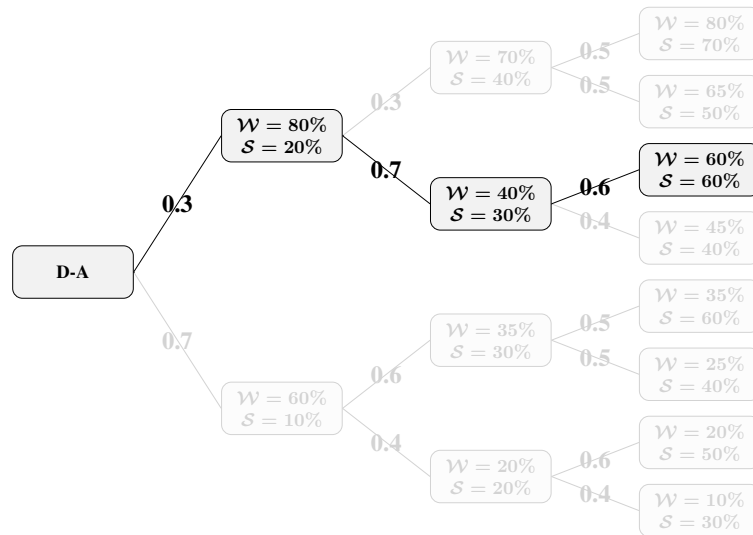 𝒲 = 80%
𝒮 = 70%
0.5
𝒲 = 70%
𝒮 = 40%
0.5
𝒲 = 65%
𝒮 = 50%
0.3
𝒲 = 80%
𝒮 = 20%
0.7
𝒲 = 60%
𝒮 = 60%
0.6
𝒲 = 40%
𝒮 = 30%
0.4
𝒲 = 45%
𝒮 = 40%
0.3
D-A
0.7
𝒲 = 35%
𝒮 = 60%
0.5
𝒲 = 35%
𝒮 = 30%
0.5
𝒲 = 25%
𝒮 = 40%
0.6
𝒲 = 60%
𝒮 = 10%
0.4
𝒲 = 20%
𝒮 = 50%
0.6
𝒲 = 20%
𝒮 = 20%
0.4
𝒲 = 10%
𝒮 = 30%